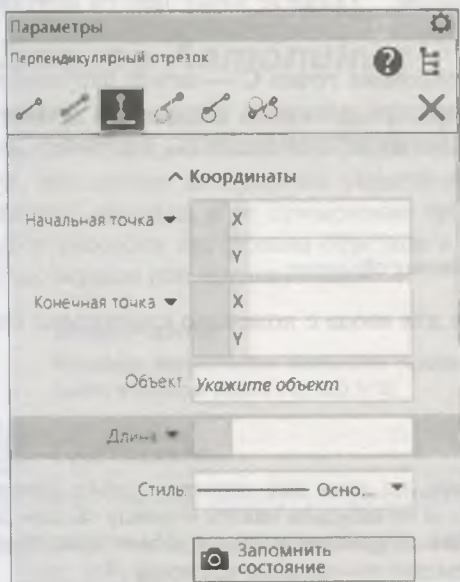 Параметры
Перпендикулярный отрезок
Координаты
Начальная точка X
Y
Конечная точка X
Y
Объект Укажите объект
Длина
Стиль: Осно...
Запомнить
состояние